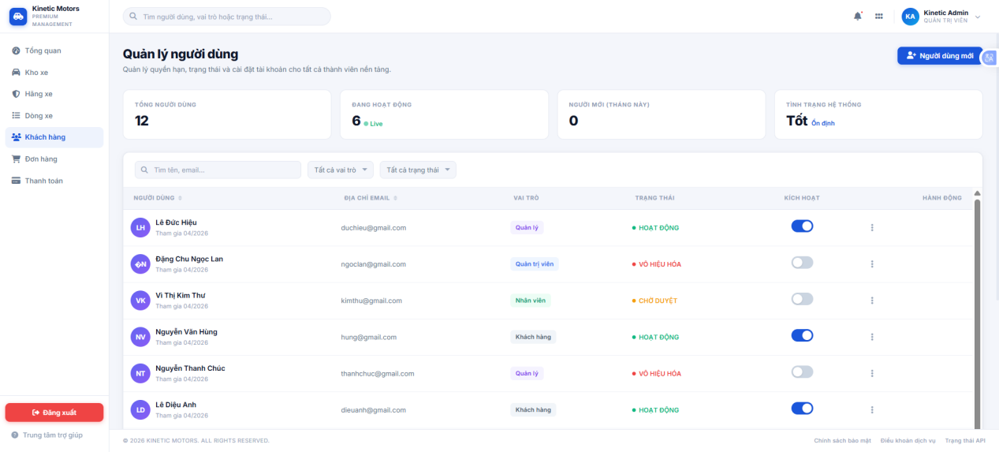 Kinetic Motors
PREMIUM
MANAGEMENT
Tìm người dùng, vai trò hoặc trạng thái...
KA
Kinetic Admin
QUẢN TRỊ VIÊN
Tổng quan
Kho xe
Hãng xe
Dòng xe
Khách hàng
Đơn hàng
Thanh toán
Đăng xuất
Trung tâm trợ giúp
Quản lý người dùng
Quản lý quyền hạn, trạng thái và cài đặt tài khoản cho tất cả thành viên nền tảng.
Người dùng mới
TỔNG NGƯỜI DÙNG
12
ĐANG HOẠT ĐỘNG
6 Live
NGƯỜI MỚI (THÁNG NÀY)
0
TÌNH TRẠNG HỆ THỐNG
Tốt Ổn định
Tìm tên, email...
Tất cả vai trò
Tất cả trạng thái
NGƯỜI DÙNG ĐỊA CHỈ EMAIL VAI TRÒ TRẠNG THÁI KÍCH HOẠT HÀNH ĐỘNG
LH Lê Đức Hiệu duchieu@gmail.com Quản lý HOẠT ĐỘNG
Tham gia 04/2026
�N Đặng Chu Ngọc Lan ngoclan@gmail.com Quản trị viên VÔ HIỆU HÓA
Tham gia 04/2026
VK Vi Thị Kim Thư kimthu@gmail.com Nhân viên CHỜ DUYỆT
Tham gia 04/2026
NV Nguyễn Văn Hùng hung@gmail.com Khách hàng HOẠT ĐỘNG
Tham gia 04/2026
NT Nguyễn Thanh Chúc thanhchuc@gmail.com Quản lý VÔ HIỆU HÓA
Tham gia 04/2026
LD Lê Diệu Anh dieuanh@gmail.com Khách hàng HOẠT ĐỘNG
Tham gia 04/2026
© 2026 KINETIC MOTORS. ALL RIGHTS RESERVED.
Chính sách bảo mật Điều khoản dịch vụ Trạng thái API